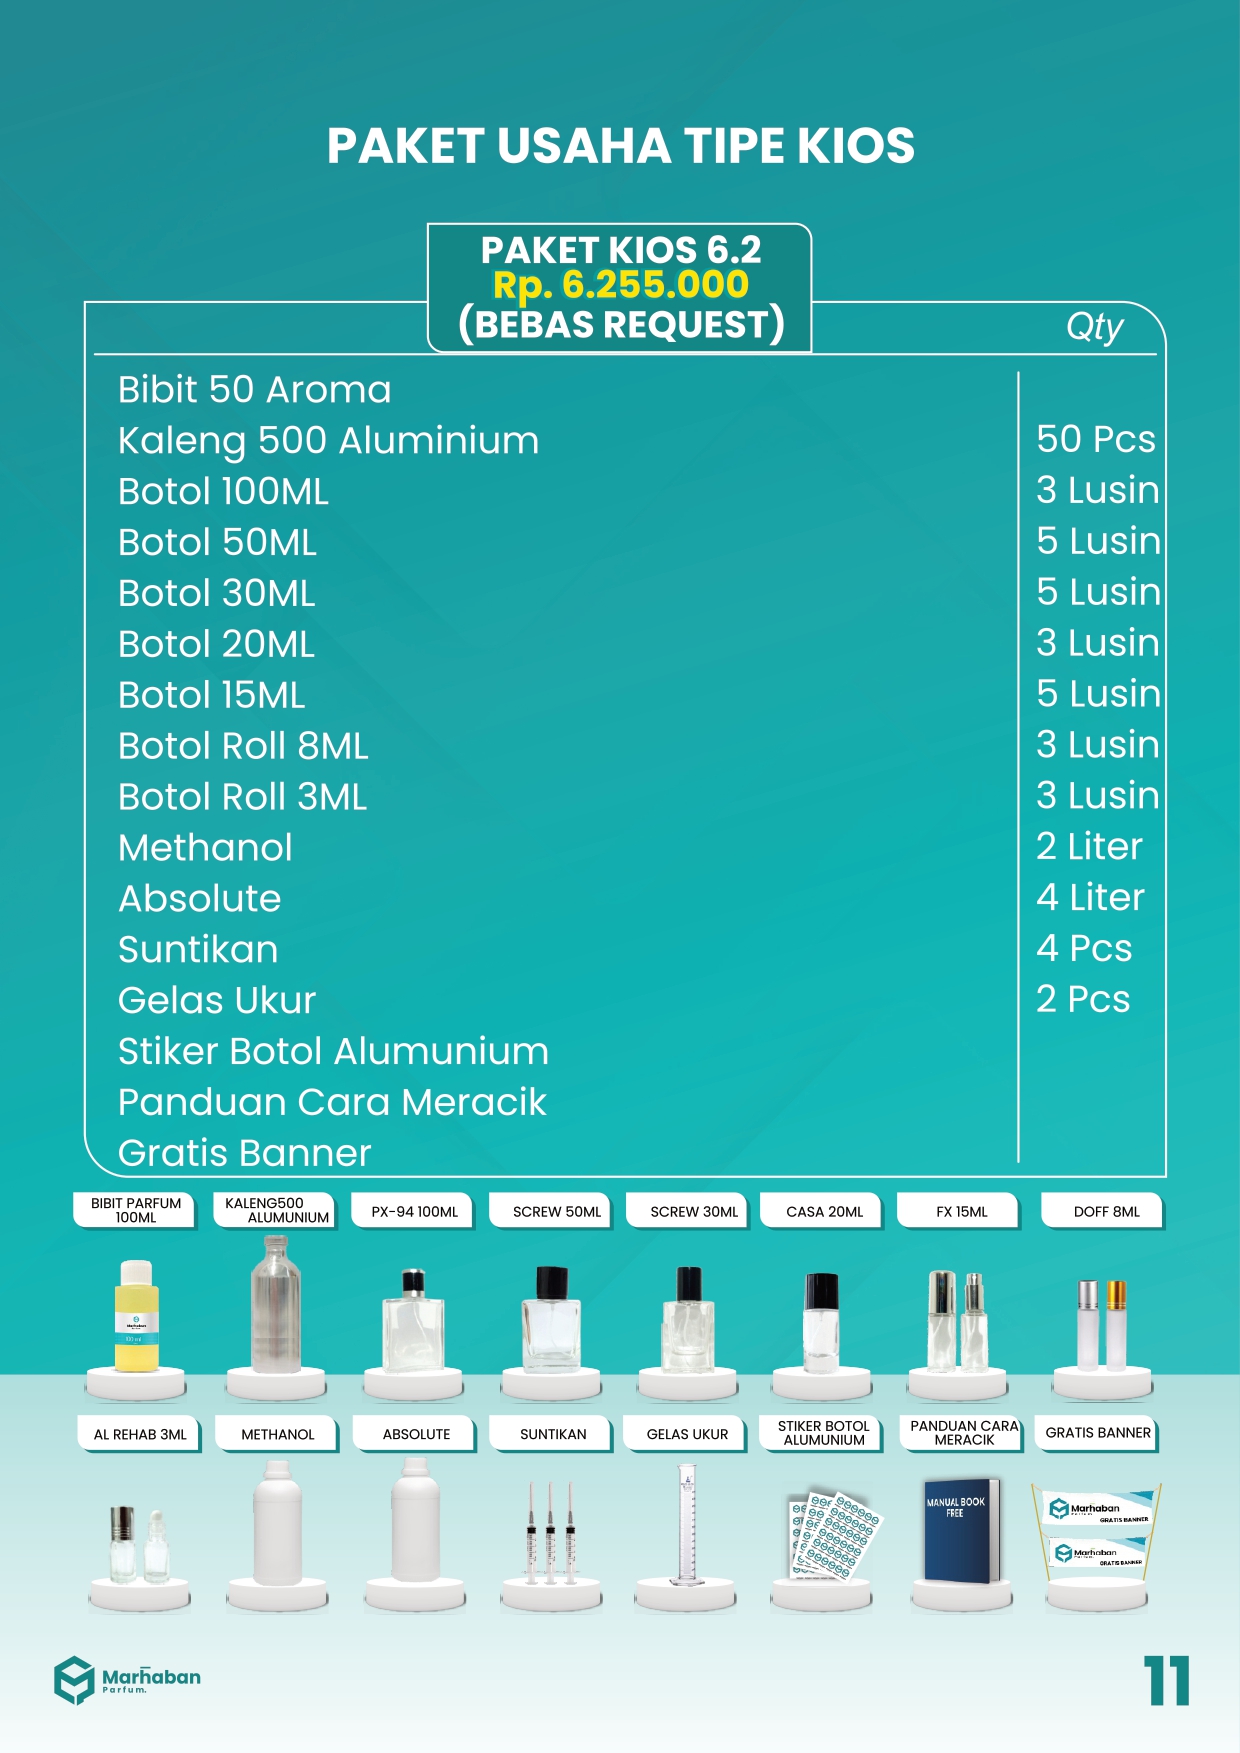 PAKET USAHA TIPE KIOS
PAKET KIOS 6.2
Rp. 6.255.000
(BEBAS REQUEST)
Qty
Bibit 50 Aroma
Kaleng 500 Aluminium 50 Pcs
Botol 100ML 3 Lusin
Botol 50ML 5 Lusin
Botol 30ML 5 Lusin
Botol 20ML 3 Lusin
Botol 15ML 5 Lusin
Botol Roll 8ML 3 Lusin
Botol Roll 3ML 3 Lusin
Methanol 2 Liter
Absolute 4 Liter
Suntikan 4 Pcs
Gelas Ukur 2 Pcs
Stiker Botol Alumunium
Panduan Cara Meracik
Gratis Banner
BIBIT PARFUM
100ML
KALENG500
ALUMUNIUM
PX-94 100ML
SCREW 50ML
SCREW 30ML
CASA 20ML
FX 15ML
DOFF 8ML
Marhaban
100 ml
AL REHAB 3ML
METHANOL
ABSOLUTE
SUNTIKAN
GELAS UKUR
STIKER BOTOL
ALUMUNIUM
PANDUAN CARA
MERACIK
GRATIS BANNER
MANUAL BOOK
FREE
Marhaban
Parfum.
GRATIS BANNER
Marhaban
Parfum.
GRATIS BANNER
Marhaban
Parfum.
11